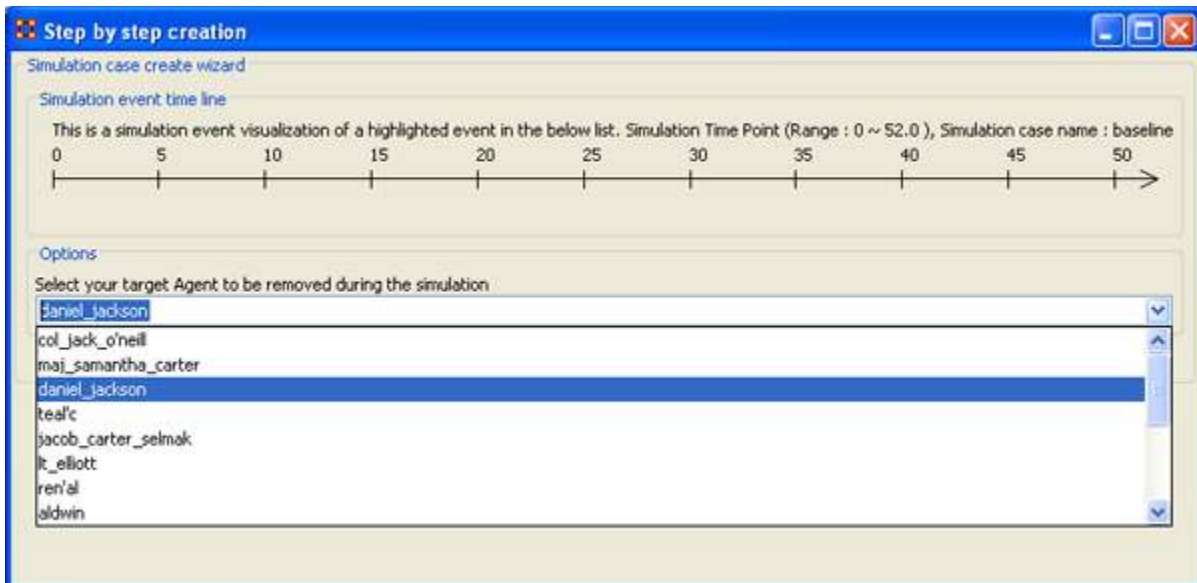 Step by step creation
Simulation case create wizard
Simulation event time line
This is a simulation event visualization of a highlighted event in the below list. Simulation Time Point (Range : 0 ~ 52.0 ), Simulation case name : baseline
0 5 10 15 20 25 30 35 40 45 50
Options
Select your target Agent to be removed during the simulation
daniel_jackson
col_jack_o'neill
maj_samantha_carter
daniel_jackson
teal'c
jacob_carter_selmak
lt_elliott
ren'al
aldwin